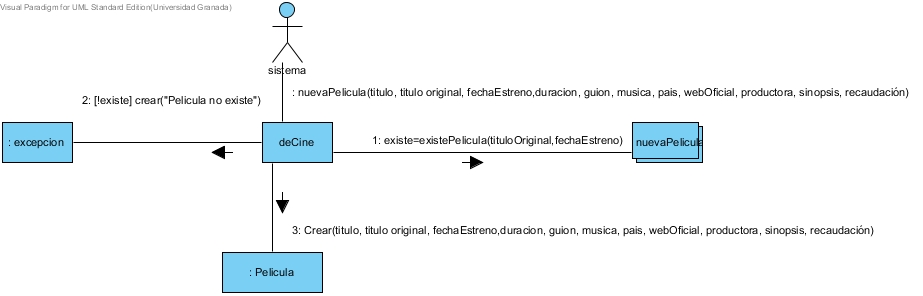 Visual Paradigm for UML Standard Edition(Universidad Granada)
sistema
: nuevaPelicula(titulo, titulo original, fechaEstreno,duracion, guion, musica, pais, webOficial, productora, sinopsis, recaudación)
2: [!existe] crear("Pelicula no existe")
: excepcion
deCine
1: existe=existePelicula(tituloOriginal,fechaEstreno)
nuevaPelicula
3: Crear(titulo, titulo original, fechaEstreno,duracion, guion, musica, pais, webOficial, productora, sinopsis, recaudación)
: Pelicula